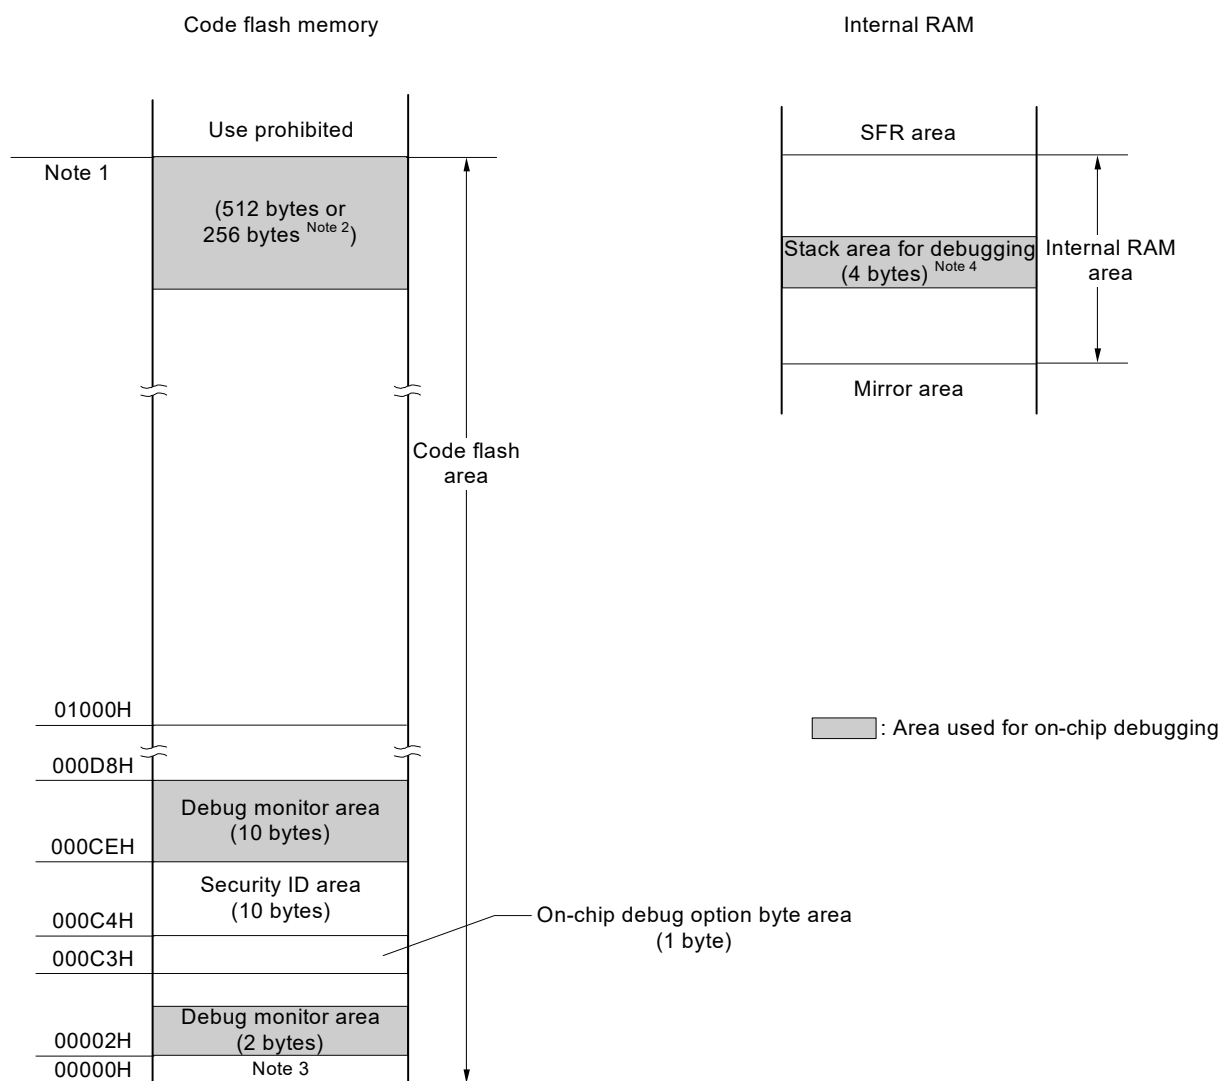 Code flash memory
Internal RAM
Use prohibited
SFR area
Note 1
(512 bytes or
256 bytes Note 2)
Stack area for debugging
(4 bytes) Note 4
Internal RAM
area
Mirror area
Code flash
area
01000H
: Area used for on-chip debugging
000D8H
Debug monitor area
(10 bytes)
000CEH
Security ID area
(10 bytes)
000C4H
On-chip debug option byte area
(1 byte)
000C3H
Debug monitor area
(2 bytes)
00002H
00000H
Note 3